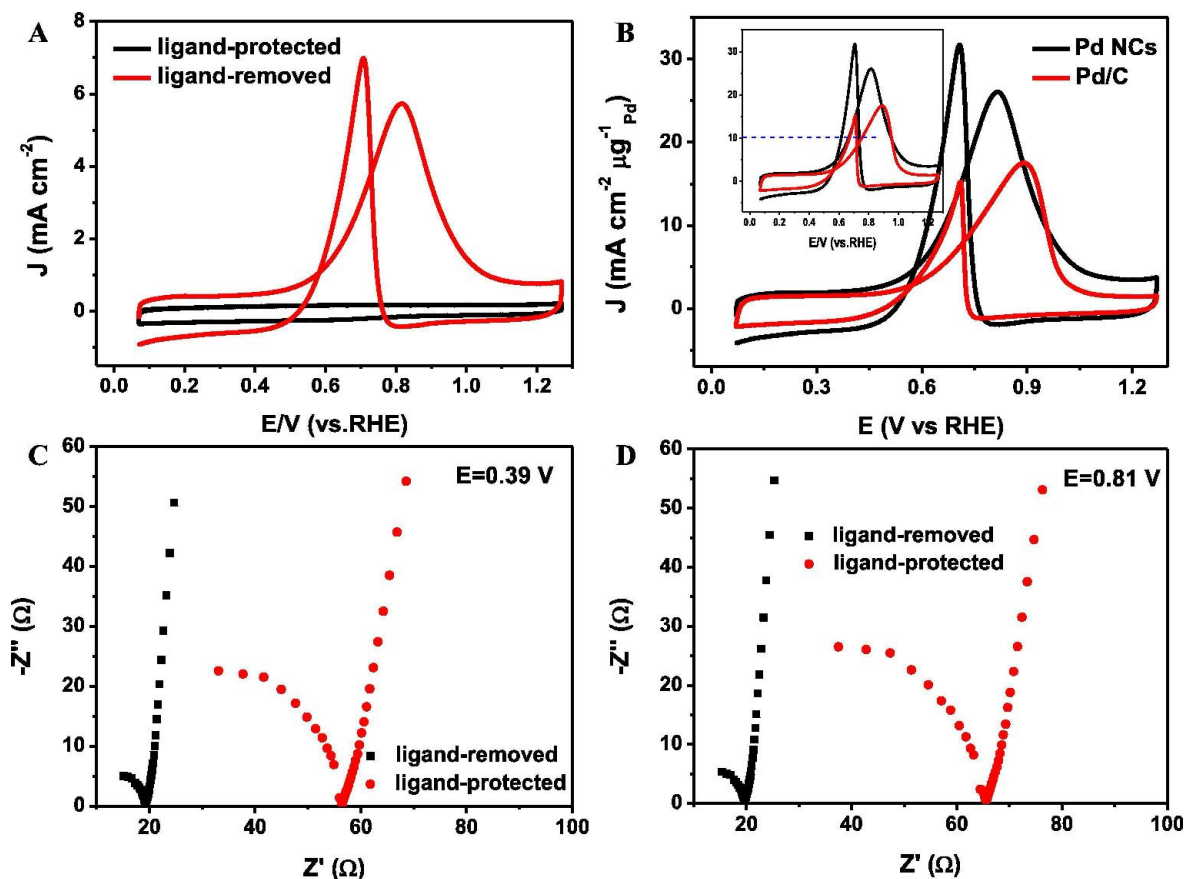 A
8
6
4
2
0
J (mA cm-2)
ligand-protected
ligand-removed
0.0 0.2 0.4 0.6 0.8 1.0 1.2
E/V (vs.RHE)
B
30
20
10
0
J (mA cm-2 μg-1 Pd)
Pd NCs
Pd/C
30
20
10
0
0.0 0.2 0.4 0.6 0.8 1.0 1.2
E/V (vs.RHE)
0.0 0.3 0.6 0.9 1.2
E (V vs RHE)
C
60
50
40
30
20
10
0
-Z'' (Ω)
E=0.39 V
ligand-removed
ligand-protected
20 40 60 80 100
Z' (Ω)
D
60
50
40
30
20
10
0
-Z'' (Ω)
E=0.81 V
ligand-removed
ligand-protected
20 40 60 80 100
Z' (Ω)